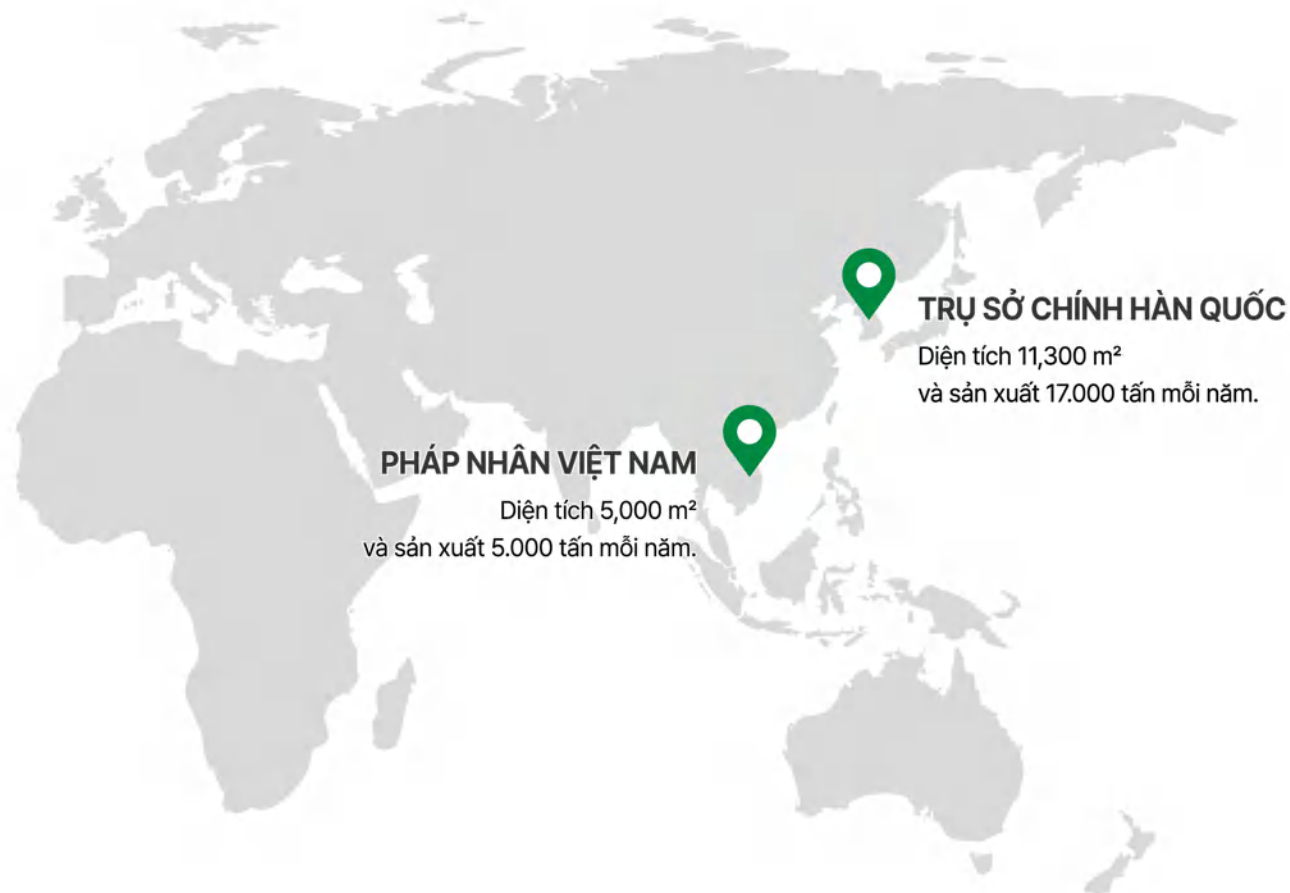 TRỤ SỞ CHÍNH HÀN QUỐC
Diện tích 11,300 m²
và sản xuất 17.000 tấn mỗi năm.
PHÁP NHÂN VIỆT NAM
Diện tích 5,000 m²
và sản xuất 5.000 tấn mỗi năm.